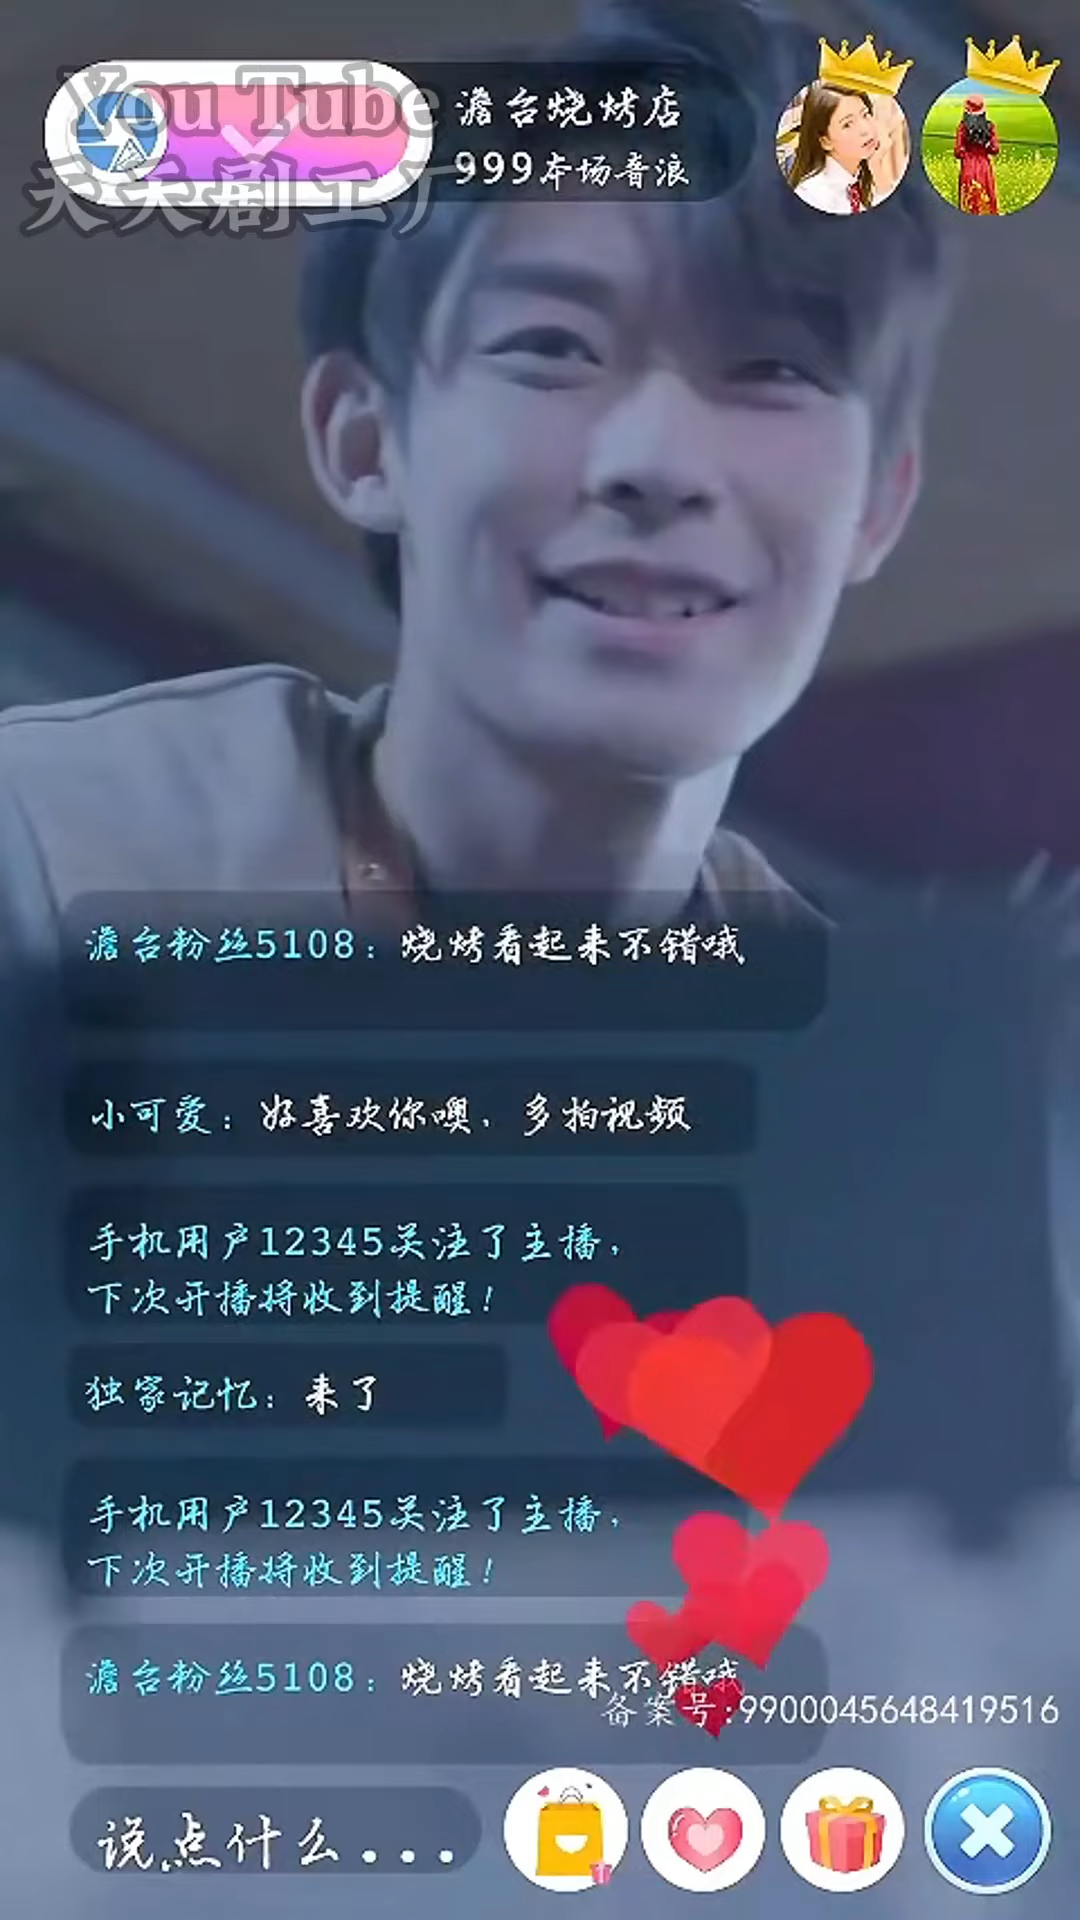 You Tube
天天剧工厂
澹台烧烤店
999本场音浪
澹台粉丝5108：烧烤看起来不错哦
小可爱：好喜欢你噢，多拍视频
手机用户12345关注了主播，
下次开播将收到提醒！
独家记忆：来了
手机用户12345关注了主播，
下次开播将收到提醒！
澹台粉丝5108：烧烤看起来不错哦
备案号:9900045648419516
说点什么...